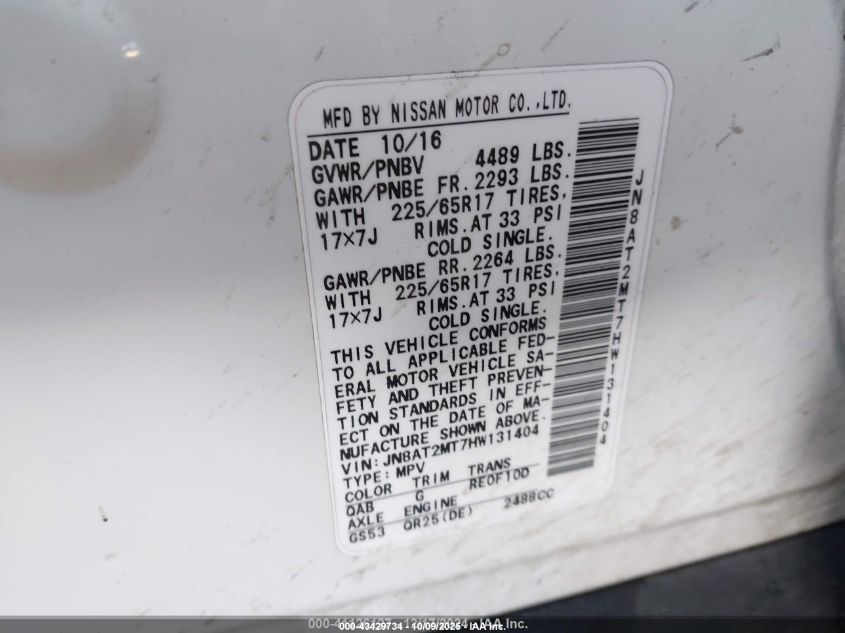 MFD BY NISSAN MOTOR CO.,LTD.
DATE 10/16
GVWR/PNBV 4489 LBS.
GAWR/PNBE FR. 2293 LBS.
WITH 225/65R17 TIRES,
17×7J RIMS.AT 33 PSI
COLD SINGLE.
GAWR/PNBE RR. 2264 LBS.
WITH 225/65R17 TIRES,
17×7J RIMS.AT 33 PSI
COLD SINGLE.
THIS VEHICLE CONFORMS
TO ALL APPLICABLE FED-
ERAL MOTOR VEHICLE SA-
FETY AND THEFT PREVEN-
TION STANDARDS IN EFF-
ECT ON THE DATE OF MA-
NUFACTURE SHOWN ABOVE.
VIN: JN8AT2MT7HW131404
TYPE: MPV
COLOR TRIM TRANS
QAB G RE0F10D
AXLE ENGINE
GS53 QR25(DE) 2488CC
JN8AT2MT7HW131404
000-43429734 10/09/2025 IAA Inc.